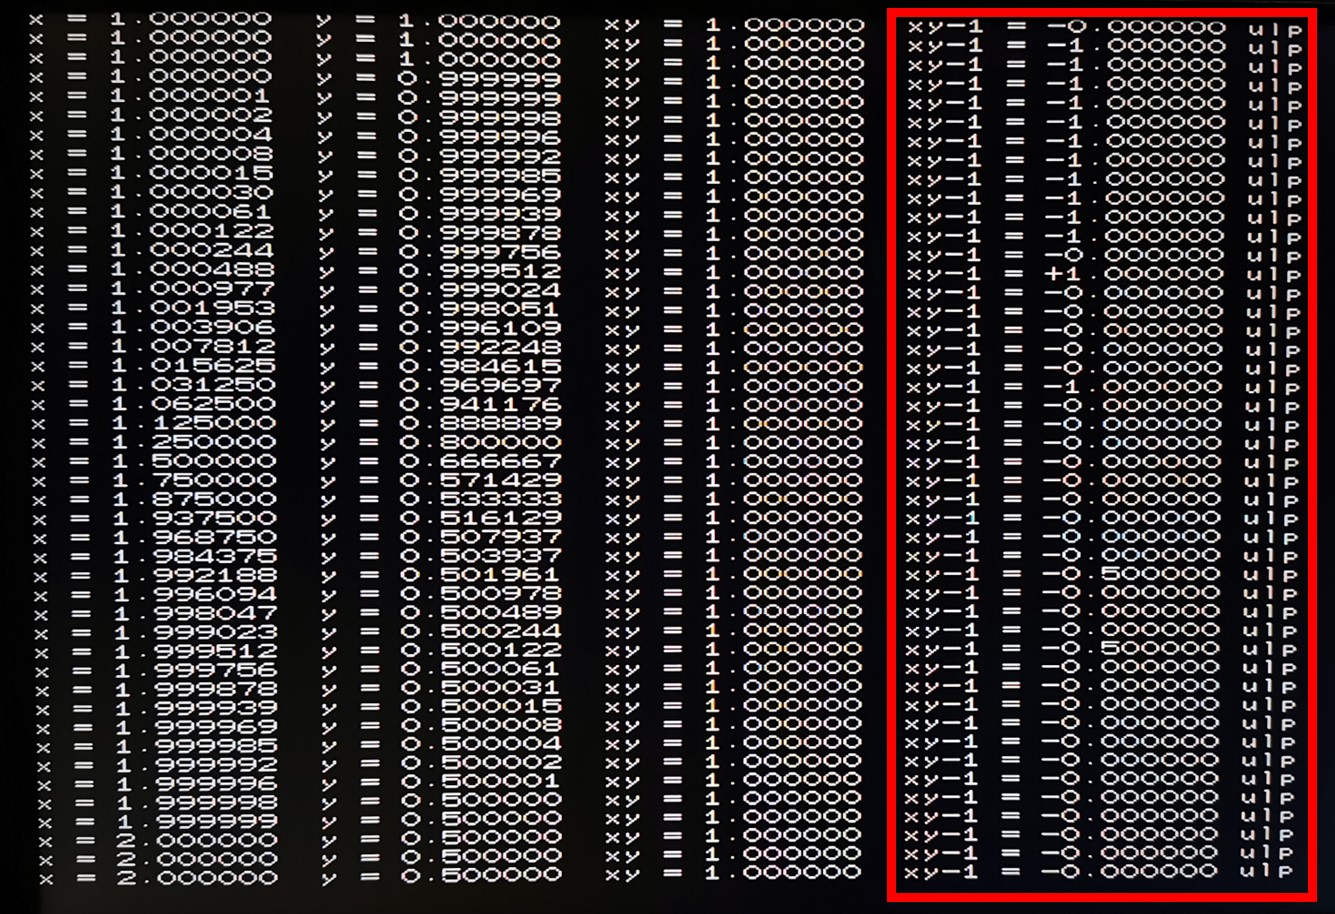 x = 1.000000 y = 1.000000 xy = 1.000000 xy-1 = -0.000000 ulp
x = 1.000000 y = 1.000000 xy = 1.000000 xy-1 = -1.000000 ulp
x = 1.000000 y = 1.000000 xy = 1.000000 xy-1 = -1.000000 ulp
x = 1.000000 y = 0.999999 xy = 1.000000 xy-1 = -1.000000 ulp
x = 1.000001 y = 0.999999 xy = 1.000000 xy-1 = -1.000000 ulp
x = 1.000002 y = 0.999998 xy = 1.000000 xy-1 = -1.000000 ulp
x = 1.000004 y = 0.999996 xy = 1.000000 xy-1 = -1.000000 ulp
x = 1.000008 y = 0.999992 xy = 1.000000 xy-1 = -1.000000 ulp
x = 1.000015 y = 0.999985 xy = 1.000000 xy-1 = -1.000000 ulp
x = 1.000030 y = 0.999969 xy = 1.000000 xy-1 = -1.000000 ulp
x = 1.000061 y = 0.999939 xy = 1.000000 xy-1 = -1.000000 ulp
x = 1.000122 y = 0.999878 xy = 1.000000 xy-1 = -1.000000 ulp
x = 1.000244 y = 0.999756 xy = 1.000000 xy-1 = -0.000000 ulp
x = 1.000488 y = 0.999512 xy = 1.000000 xy-1 = +1.000000 ulp
x = 1.000977 y = 0.999024 xy = 1.000000 xy-1 = -0.000000 ulp
x = 1.001953 y = 0.998051 xy = 1.000000 xy-1 = -0.000000 ulp
x = 1.003906 y = 0.996109 xy = 1.000000 xy-1 = -0.000000 ulp
x = 1.007812 y = 0.992248 xy = 1.000000 xy-1 = -0.000000 ulp
x = 1.015625 y = 0.984615 xy = 1.000000 xy-1 = -0.000000 ulp
x = 1.031250 y = 0.969697 xy = 1.000000 xy-1 = -1.000000 ulp
x = 1.062500 y = 0.941176 xy = 1.000000 xy-1 = -0.000000 ulp
x = 1.125000 y = 0.888889 xy = 1.000000 xy-1 = -0.000000 ulp
x = 1.250000 y = 0.800000 xy = 1.000000 xy-1 = -0.000000 ulp
x = 1.500000 y = 0.666667 xy = 1.000000 xy-1 = -0.000000 ulp
x = 1.750000 y = 0.571429 xy = 1.000000 xy-1 = -0.000000 ulp
x = 1.875000 y = 0.533333 xy = 1.000000 xy-1 = -0.000000 ulp
x = 1.937500 y = 0.516129 xy = 1.000000 xy-1 = -0.000000 ulp
x = 1.968750 y = 0.507937 xy = 1.000000 xy-1 = -0.000000 ulp
x = 1.984375 y = 0.503937 xy = 1.000000 xy-1 = -0.000000 ulp
x = 1.992188 y = 0.501961 xy = 1.000000 xy-1 = -0.500000 ulp
x = 1.996094 y = 0.500978 xy = 1.000000 xy-1 = -0.000000 ulp
x = 1.998047 y = 0.500489 xy = 1.000000 xy-1 = -0.000000 ulp
x = 1.999023 y = 0.500244 xy = 1.000000 xy-1 = -0.000000 ulp
x = 1.999512 y = 0.500122 xy = 1.000000 xy-1 = -0.500000 ulp
x = 1.999756 y = 0.500061 xy = 1.000000 xy-1 = -0.000000 ulp
x = 1.999878 y = 0.500031 xy = 1.000000 xy-1 = -0.000000 ulp
x = 1.999939 y = 0.500015 xy = 1.000000 xy-1 = -0.000000 ulp
x = 1.999969 y = 0.500008 xy = 1.000000 xy-1 = -0.000000 ulp
x = 1.999985 y = 0.500004 xy = 1.000000 xy-1 = -0.000000 ulp
x = 1.999992 y = 0.500002 xy = 1.000000 xy-1 = -0.000000 ulp
x = 1.999996 y = 0.500001 xy = 1.000000 xy-1 = -0.000000 ulp
x = 1.999998 y = 0.500000 xy = 1.000000 xy-1 = -0.000000 ulp
x = 1.999999 y = 0.500000 xy = 1.000000 xy-1 = -0.000000 ulp
x = 2.000000 y = 0.500000 xy = 1.000000 xy-1 = -0.000000 ulp
x = 2.000000 y = 0.500000 xy = 1.000000 xy-1 = -0.000000 ulp
x = 2.000000 y = 0.500000 xy = 1.000000 xy-1 = -0.000000 ulp